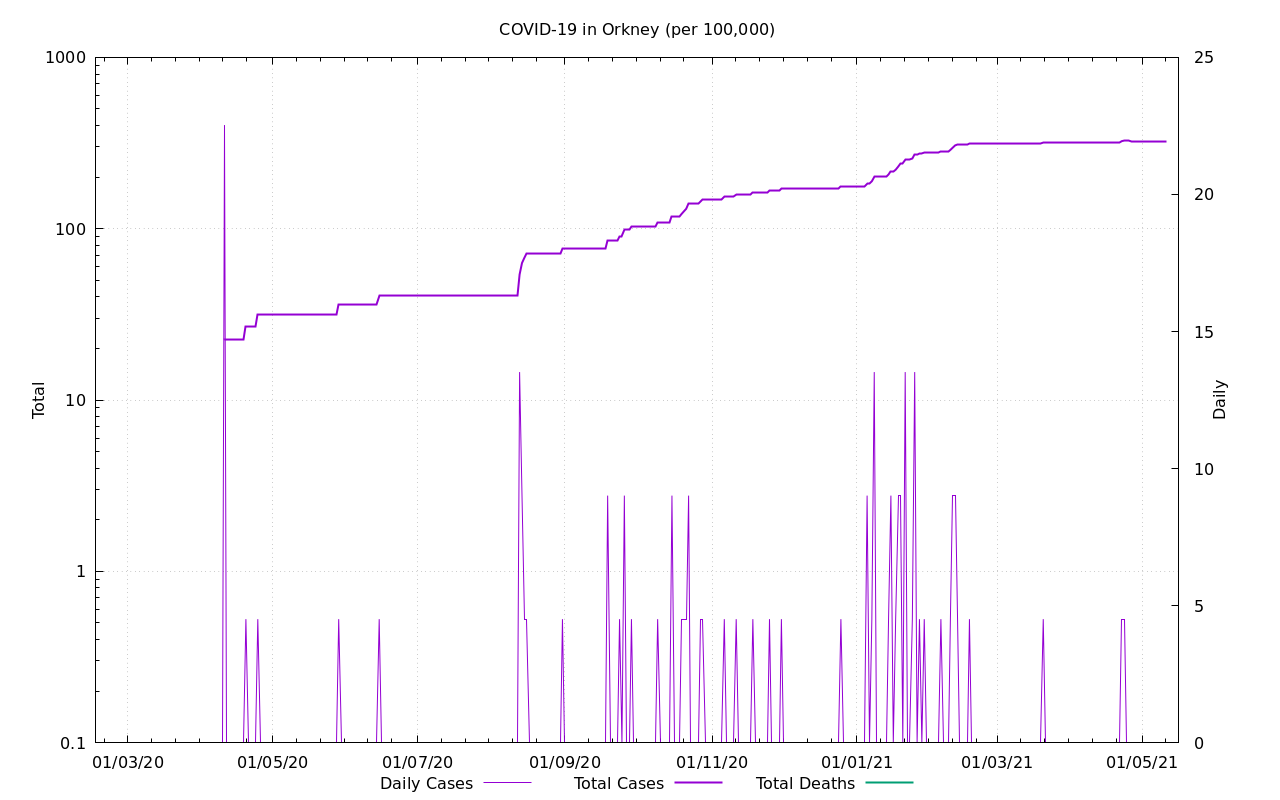 COVID-19 in Orkney (per 100,000)
1000
100
10
1
0.1
Total
25
20
15
10
5
0
Daily
01/03/20 01/05/20 01/07/20 01/09/20 01/11/20 01/01/21 01/03/21 01/05/21
Daily Cases Total Cases Total Deaths